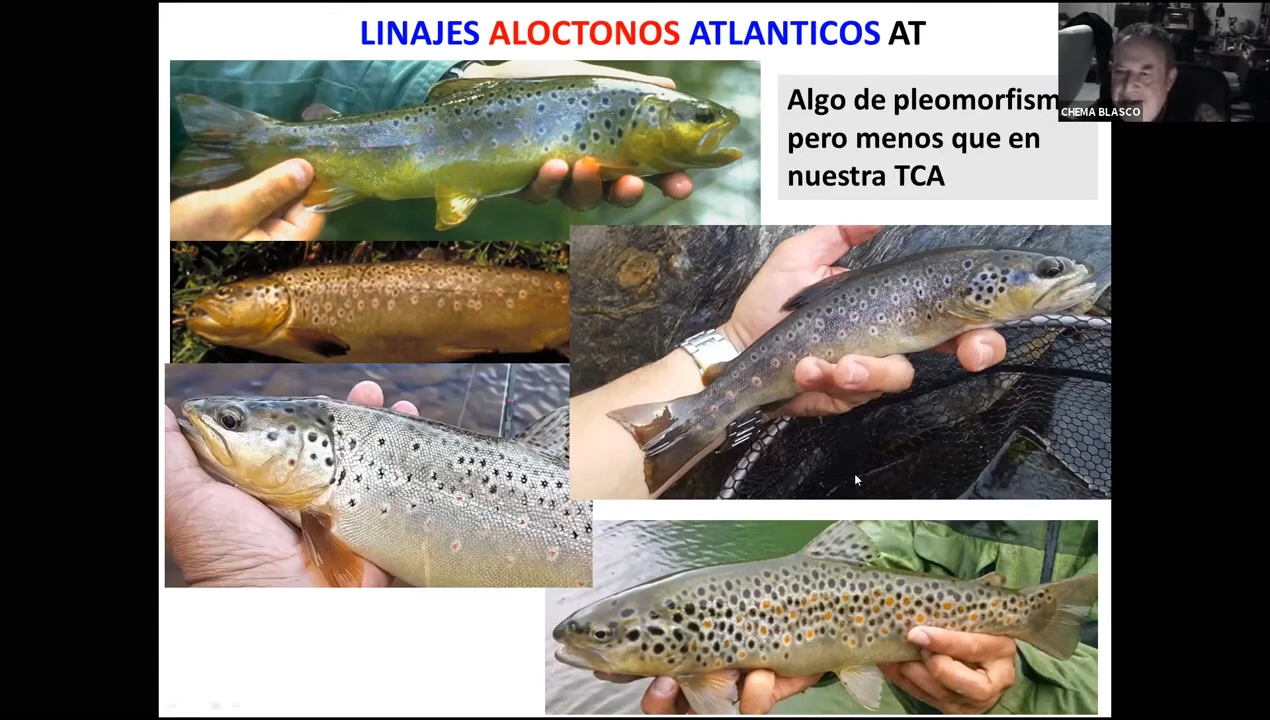 LINAJES ALOCTONOS ATLANTICOS AT
Algo de pleomorfism
pero menos que en
nuestra TCA
CHEMA BLASCO